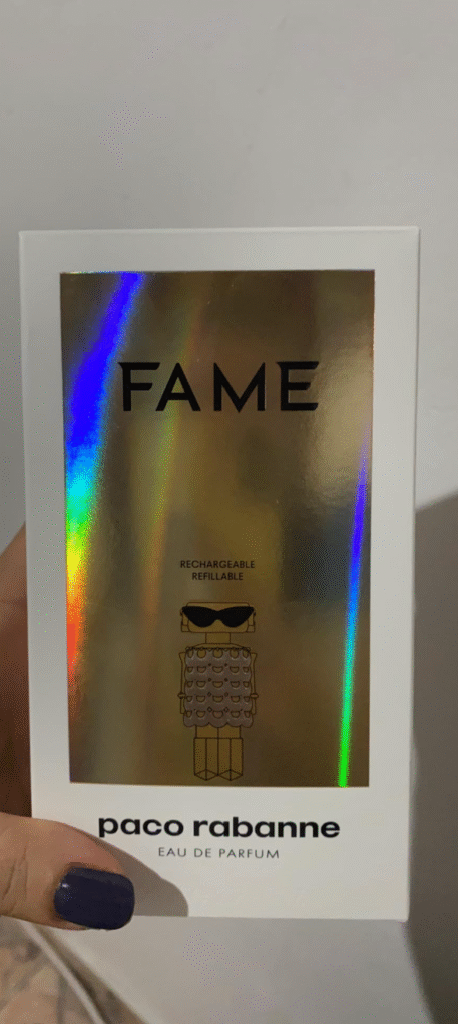 FAME
RECHARGEABLE
REFILLABLE
paco rabanne
EAU DE PARFUM